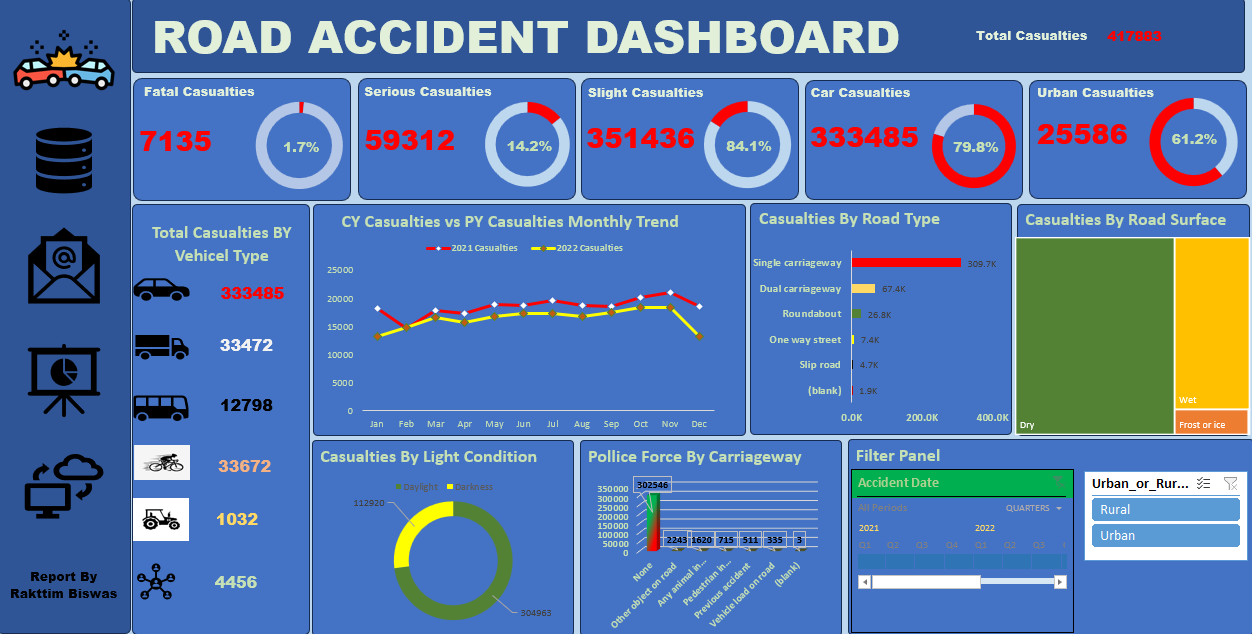 ROAD ACCIDENT DASHBOARD
Total Casualties 417883
Fatal Casualties
7135
1.7%
Serious Casualties
59312
14.2%
Slight Casualties
351436
84.1%
Car Casualties
333485
79.8%
Urban Casualties
25586
61.2%
Total Casualties BY
Vehicel Type
333485
33472
12798
33672
1032
4456
CY Casualties vs PY Casualties Monthly Trend
2021 Casualties 2022 Casualties
25000
20000
15000
10000
5000
0
Jan Feb Mar Apr May Jun Jul Aug Sep Oct Nov Dec
Casualties By Road Type
Single carriageway 309.7K
Dual carriageway 67.4K
Roundabout 26.8K
One way street 7.4K
Slip road 4.7K
(blank) 1.9K
0.0K 200.0K 400.0K
Casualties By Road Surface
Dry
Wet
Frost or ice
Casualties By Light Condition
Daylight Darkness
112920
304963
Pollice Force By Carriageway
350000
300000
250000
200000
150000
100000
50000
0
302546
2243 1620 715 511 335 3
None
Other object on road
Any animal in...
Pedestrian in...
Previous accident
Vehicle load on road
(blank)
Filter Panel
Accident Date
All Periods QUARTERS
2021 2022
Q1 Q2 Q3 Q4 Q1 Q2 Q3
Urban_or_Rur...
Rural
Urban
Report By
Rakttim Biswas